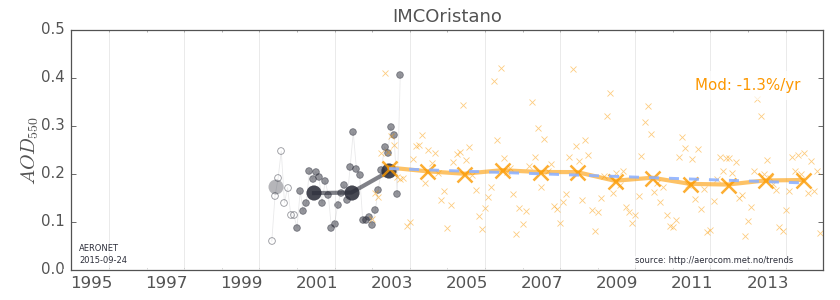 IMCOristano
0.5
0.4
Mod: -1.3%/yr
0.3
AOD550
0.2
0.1
AERONET
2015-09-24
source: http://aerocom.met.no/trends
0.0
1995 1997 1999 2001 2003 2005 2007 2009 2011 2013